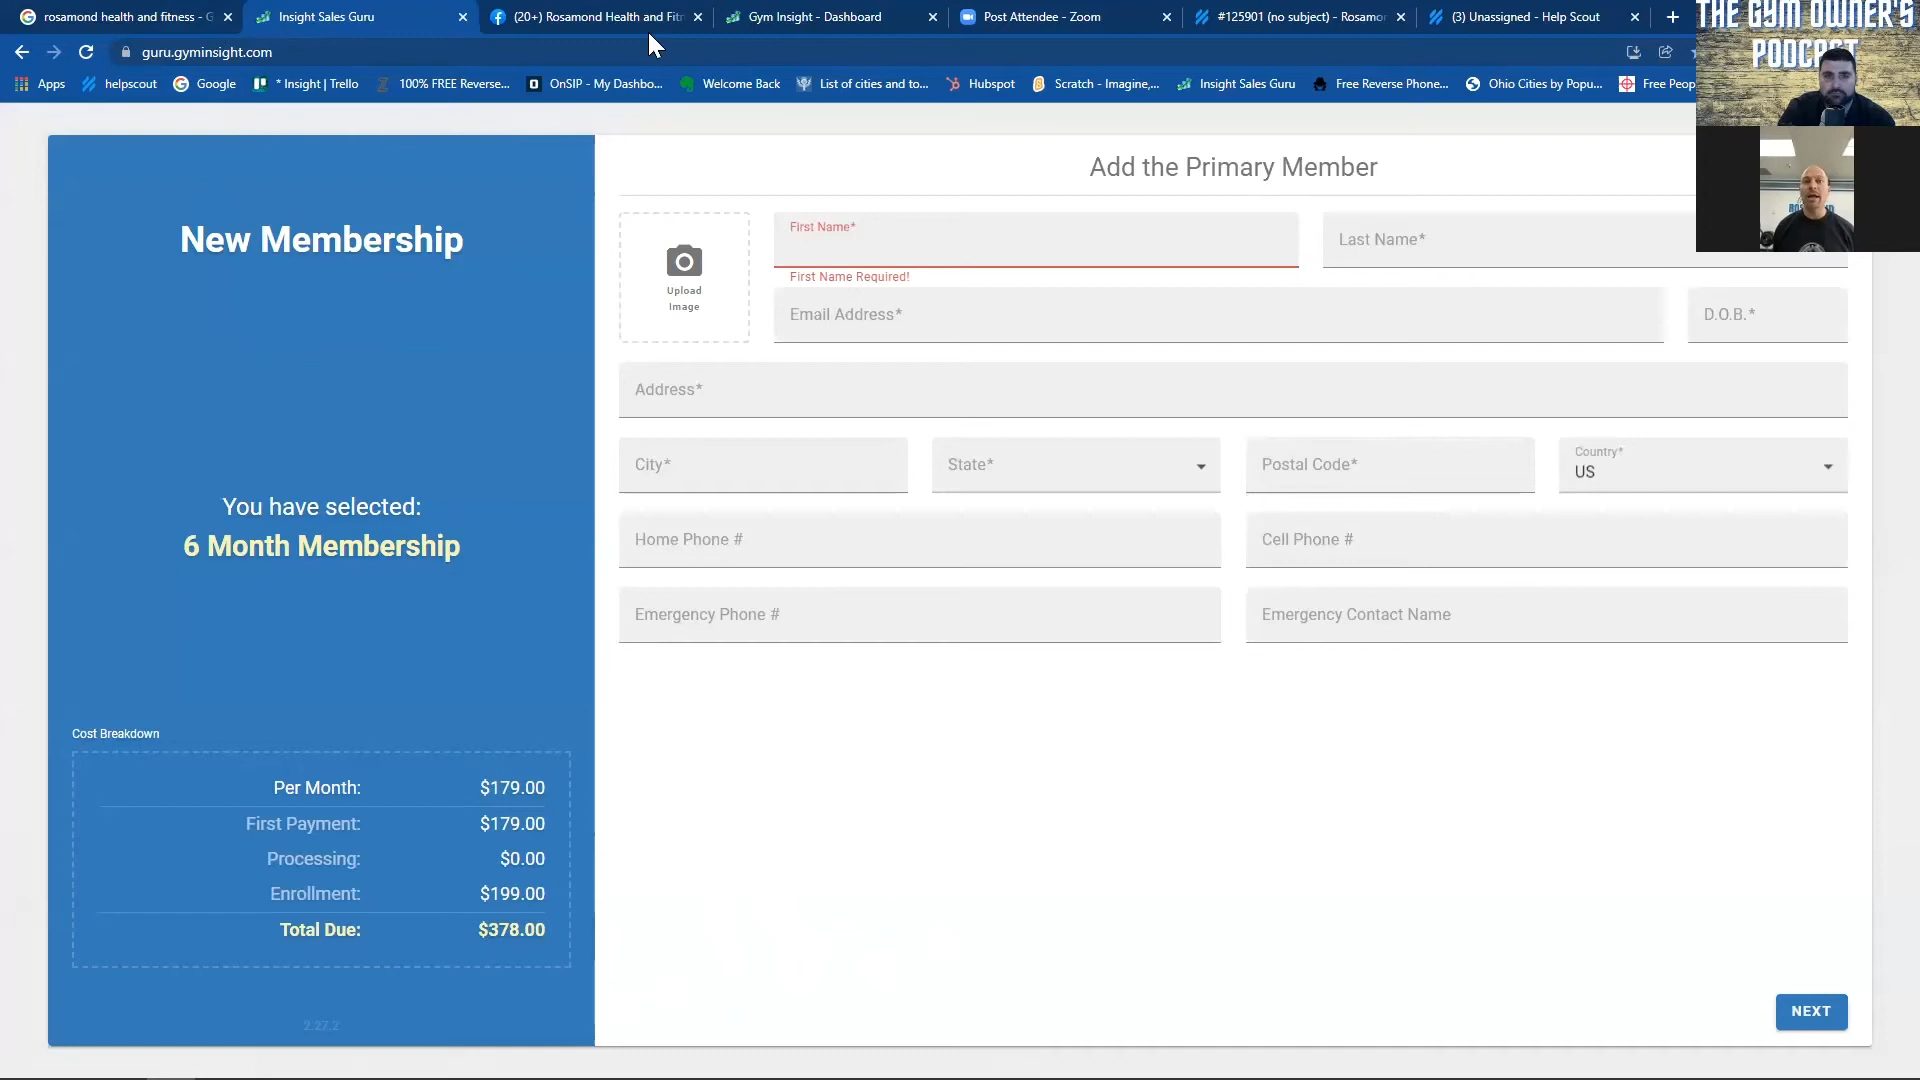 rosamond health and fitness - G
Insight Sales Guru
(20+) Rosamond Health and Fitn
Gym Insight - Dashboard
Post Attendee - Zoom
#125901 (no subject) - Rosamo
(3) Unassigned - Help Scout
THE GYM OWNER'S
PODCAST
guru.gyminsight.com
Apps
helpscout
Google
* Insight | Trello
100% FREE Reverse...
OnSIP - My Dashbo...
Welcome Back
List of cities and to...
Hubspot
Scratch - Imagine,...
Insight Sales Guru
Free Reverse Phone...
Ohio Cities by Popu...
Free Peop
New Membership
You have selected:
6 Month Membership
Cost Breakdown
Per Month: $179.00
First Payment: $179.00
Processing: $0.00
Enrollment: $199.00
Total Due: $378.00
2.27.2
Add the Primary Member
Upload
Image
First Name*
First Name Required!
Last Name*
Email Address*
D.O.B.*
Address*
City*
State*
Postal Code*
Country*
US
Home Phone #
Cell Phone #
Emergency Phone #
Emergency Contact Name
NEXT